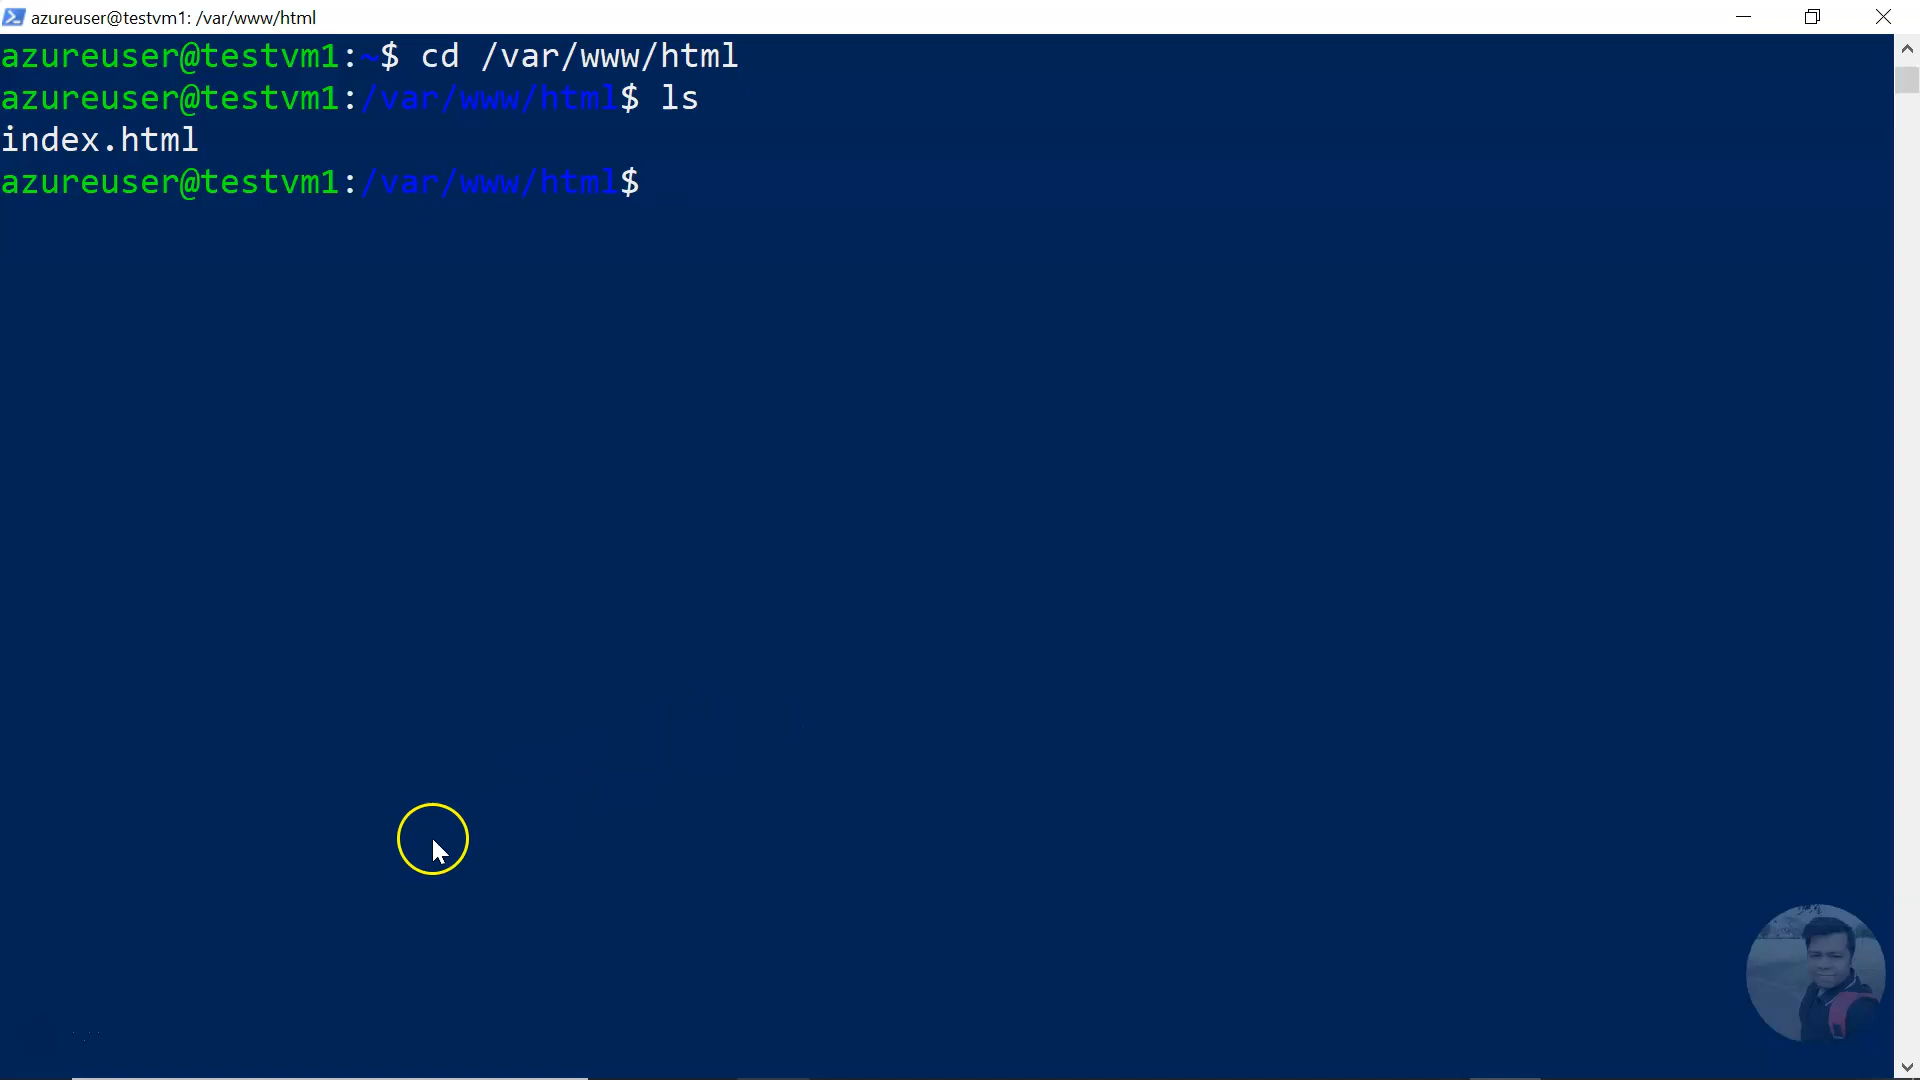 azureuser@testvm1: /var/www/html
azureuser@testvm1:~$ cd /var/www/html
azureuser@testvm1:/var/www/html$ ls
index.html
azureuser@testvm1:/var/www/html$